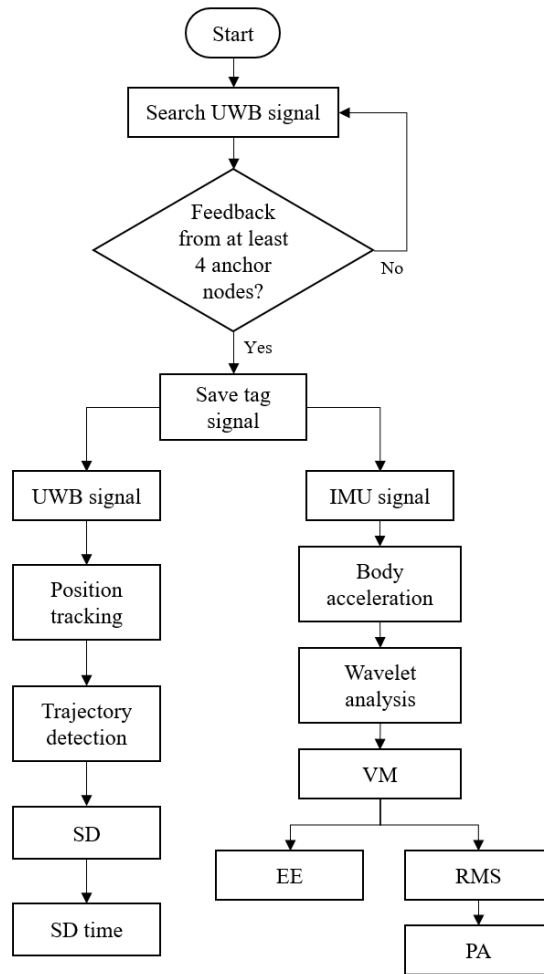 Start
Search UWB signal
Feedback
from at least
4 anchor
nodes?
No
Yes
Save tag
signal
UWB signal
IMU signal
Position
tracking
Body
acceleration
Trajectory
detection
Wavelet
analysis
VM
SD
EE
RMS
SD time
PA